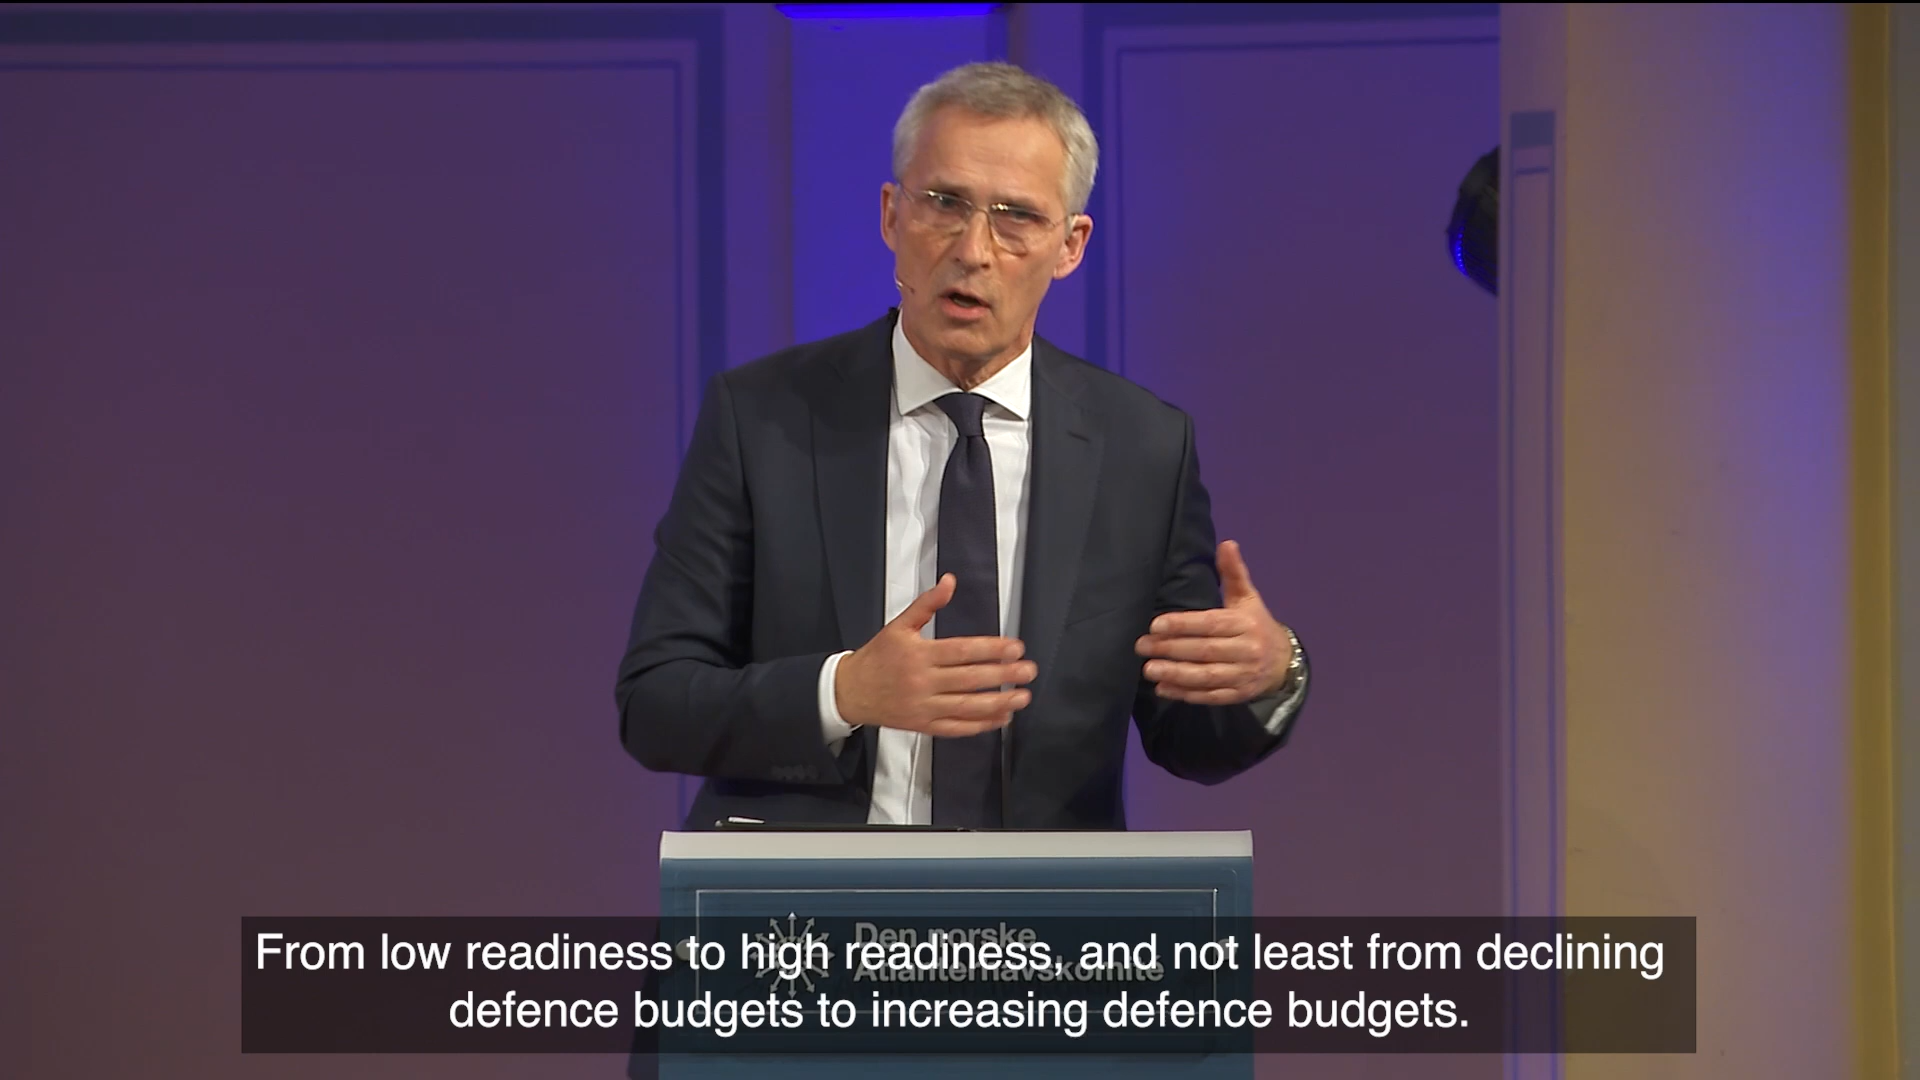 Den norske
Atlanterhavskomité
From low readiness to high readiness, and not least from declining
defence budgets to increasing defence budgets.